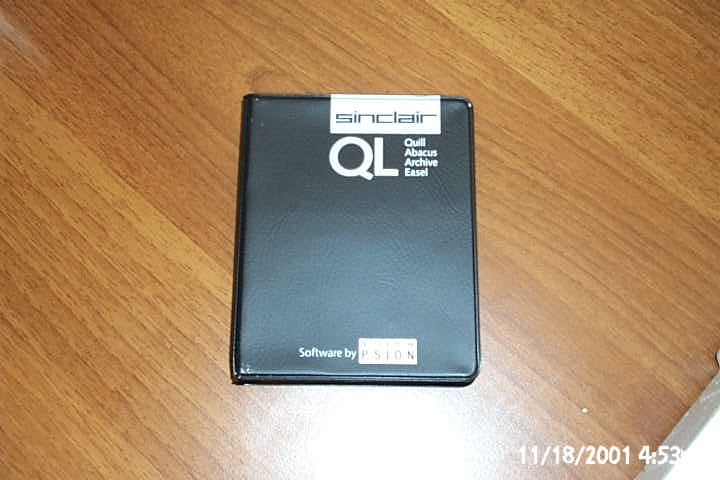 sinclair
QL
Quill
Abacus
Archive
Easel
Software by PSION
11/18/2001 4:53